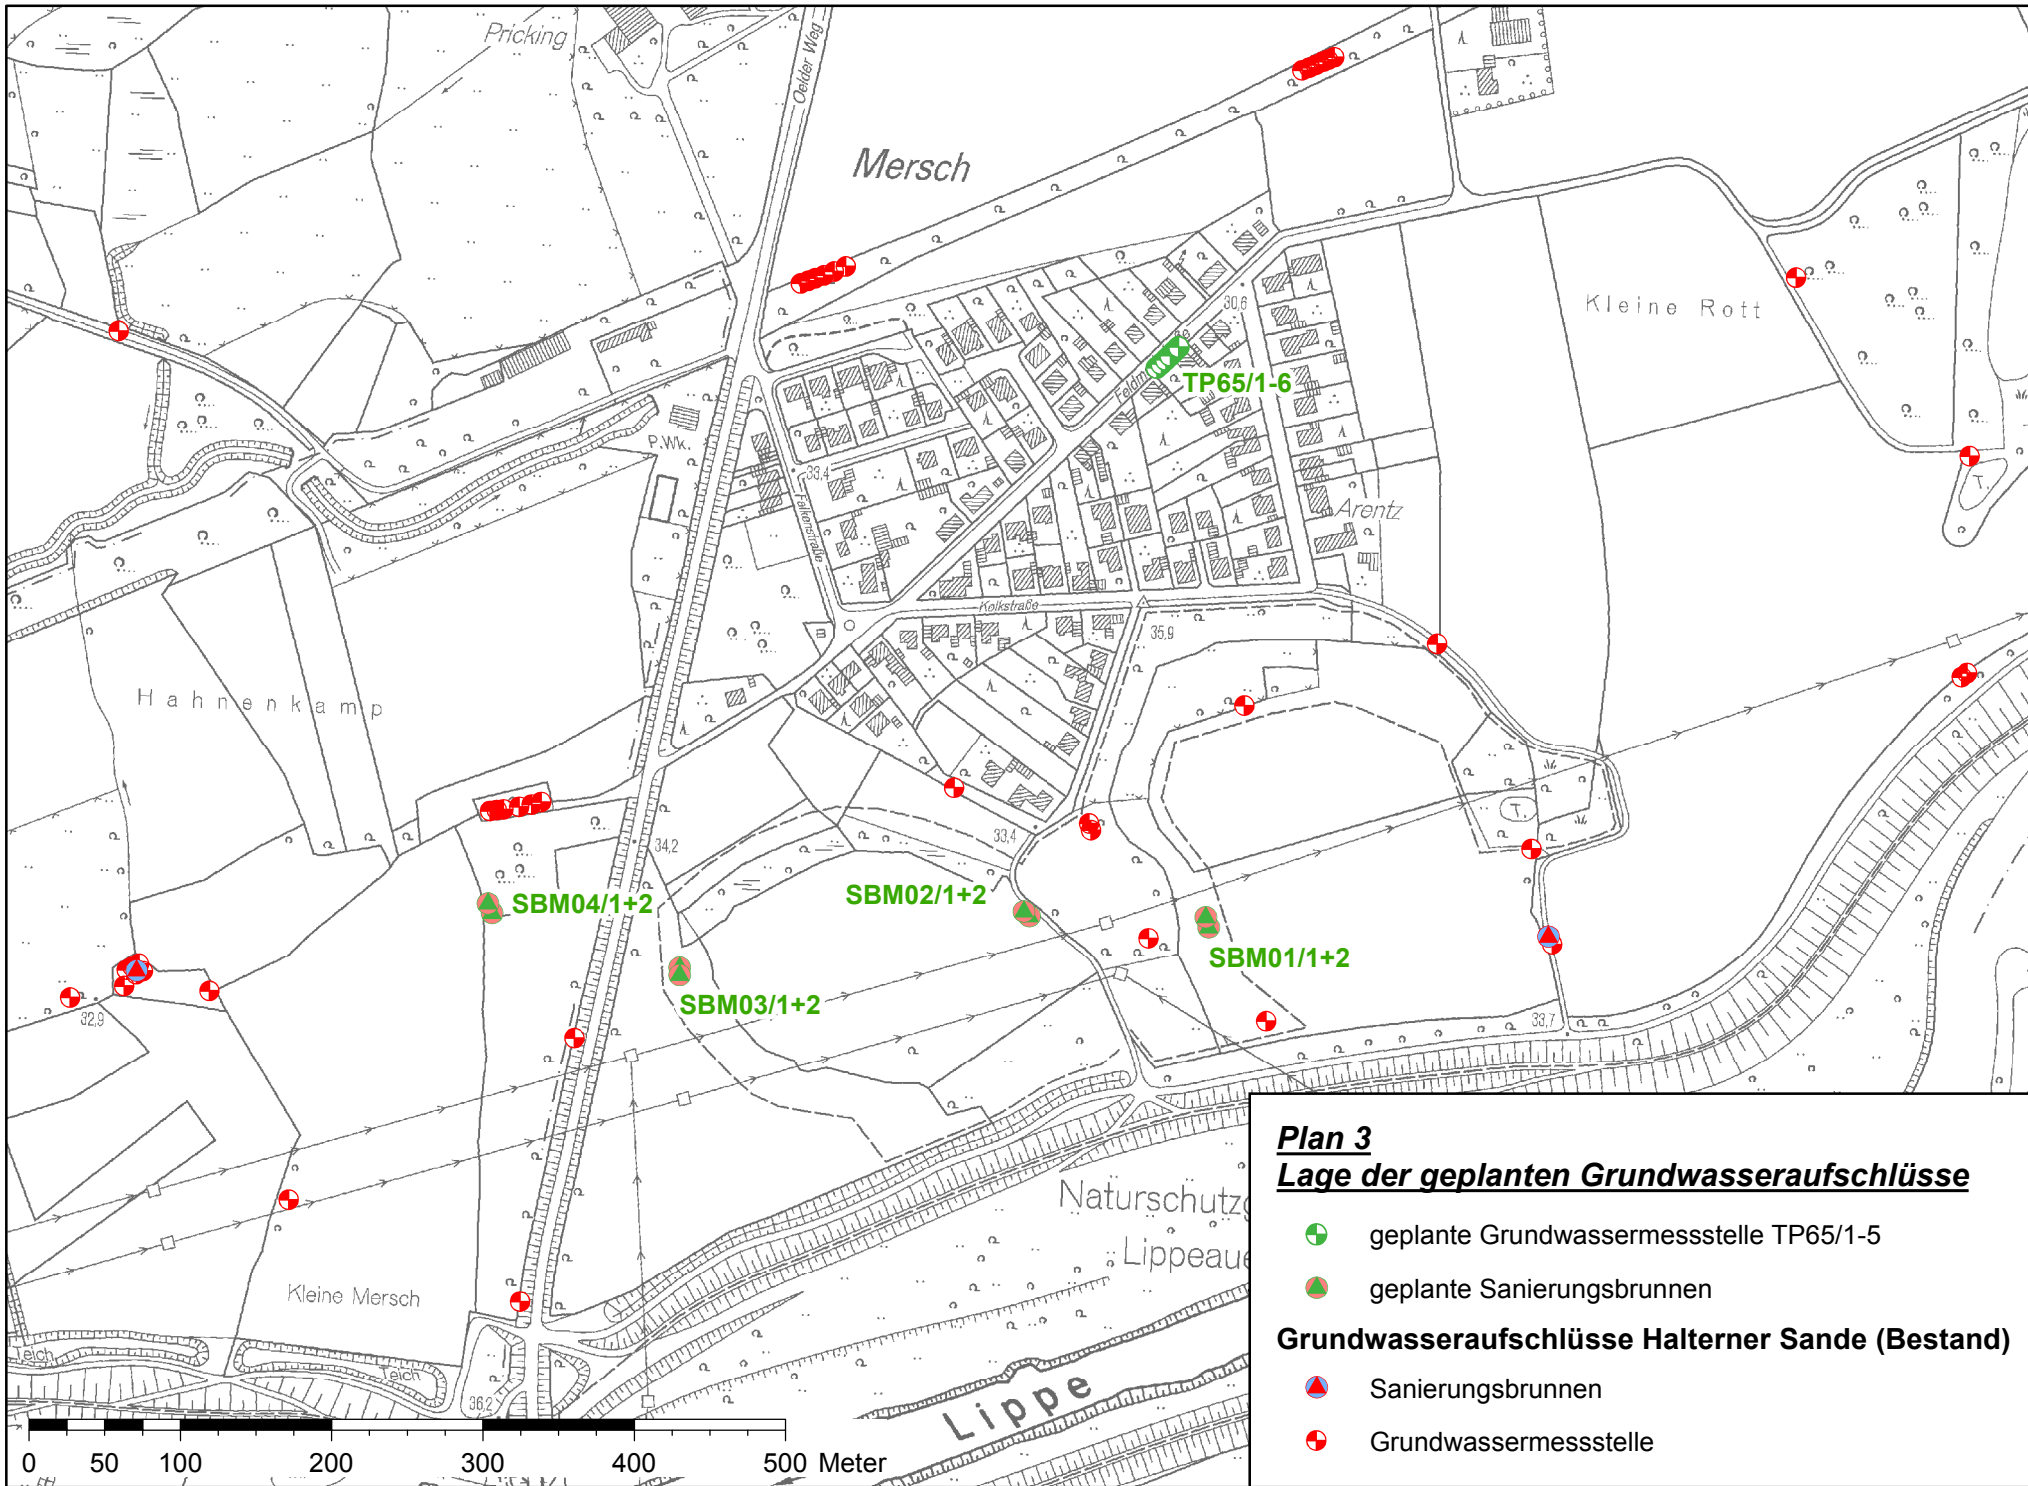 Pricking
Oelder Weg
Mersch
30,6
Kleine Rott
TP65/1-6
P.Wk.
33,4
Falkenstraße
Arentz
T.
Kolkstraße
35,9
Hahnenkamp
34,2
33,4
T.
SBM04/1+2
SBM02/1+2
SBM01/1+2
SBM03/1+2
32,9
33,7
Kleine Mersch
Teich
Teich
36,2
Lippe
0 50 100 200 300 400 500 Meter
Plan 3
Lage der geplanten Grundwasseraufschlüsse
geplante Grundwassermessstelle TP65/1-5
geplante Sanierungsbrunnen
Grundwasseraufschlüsse Halterner Sande (Bestand)
Sanierungsbrunnen
Grundwassermessstelle